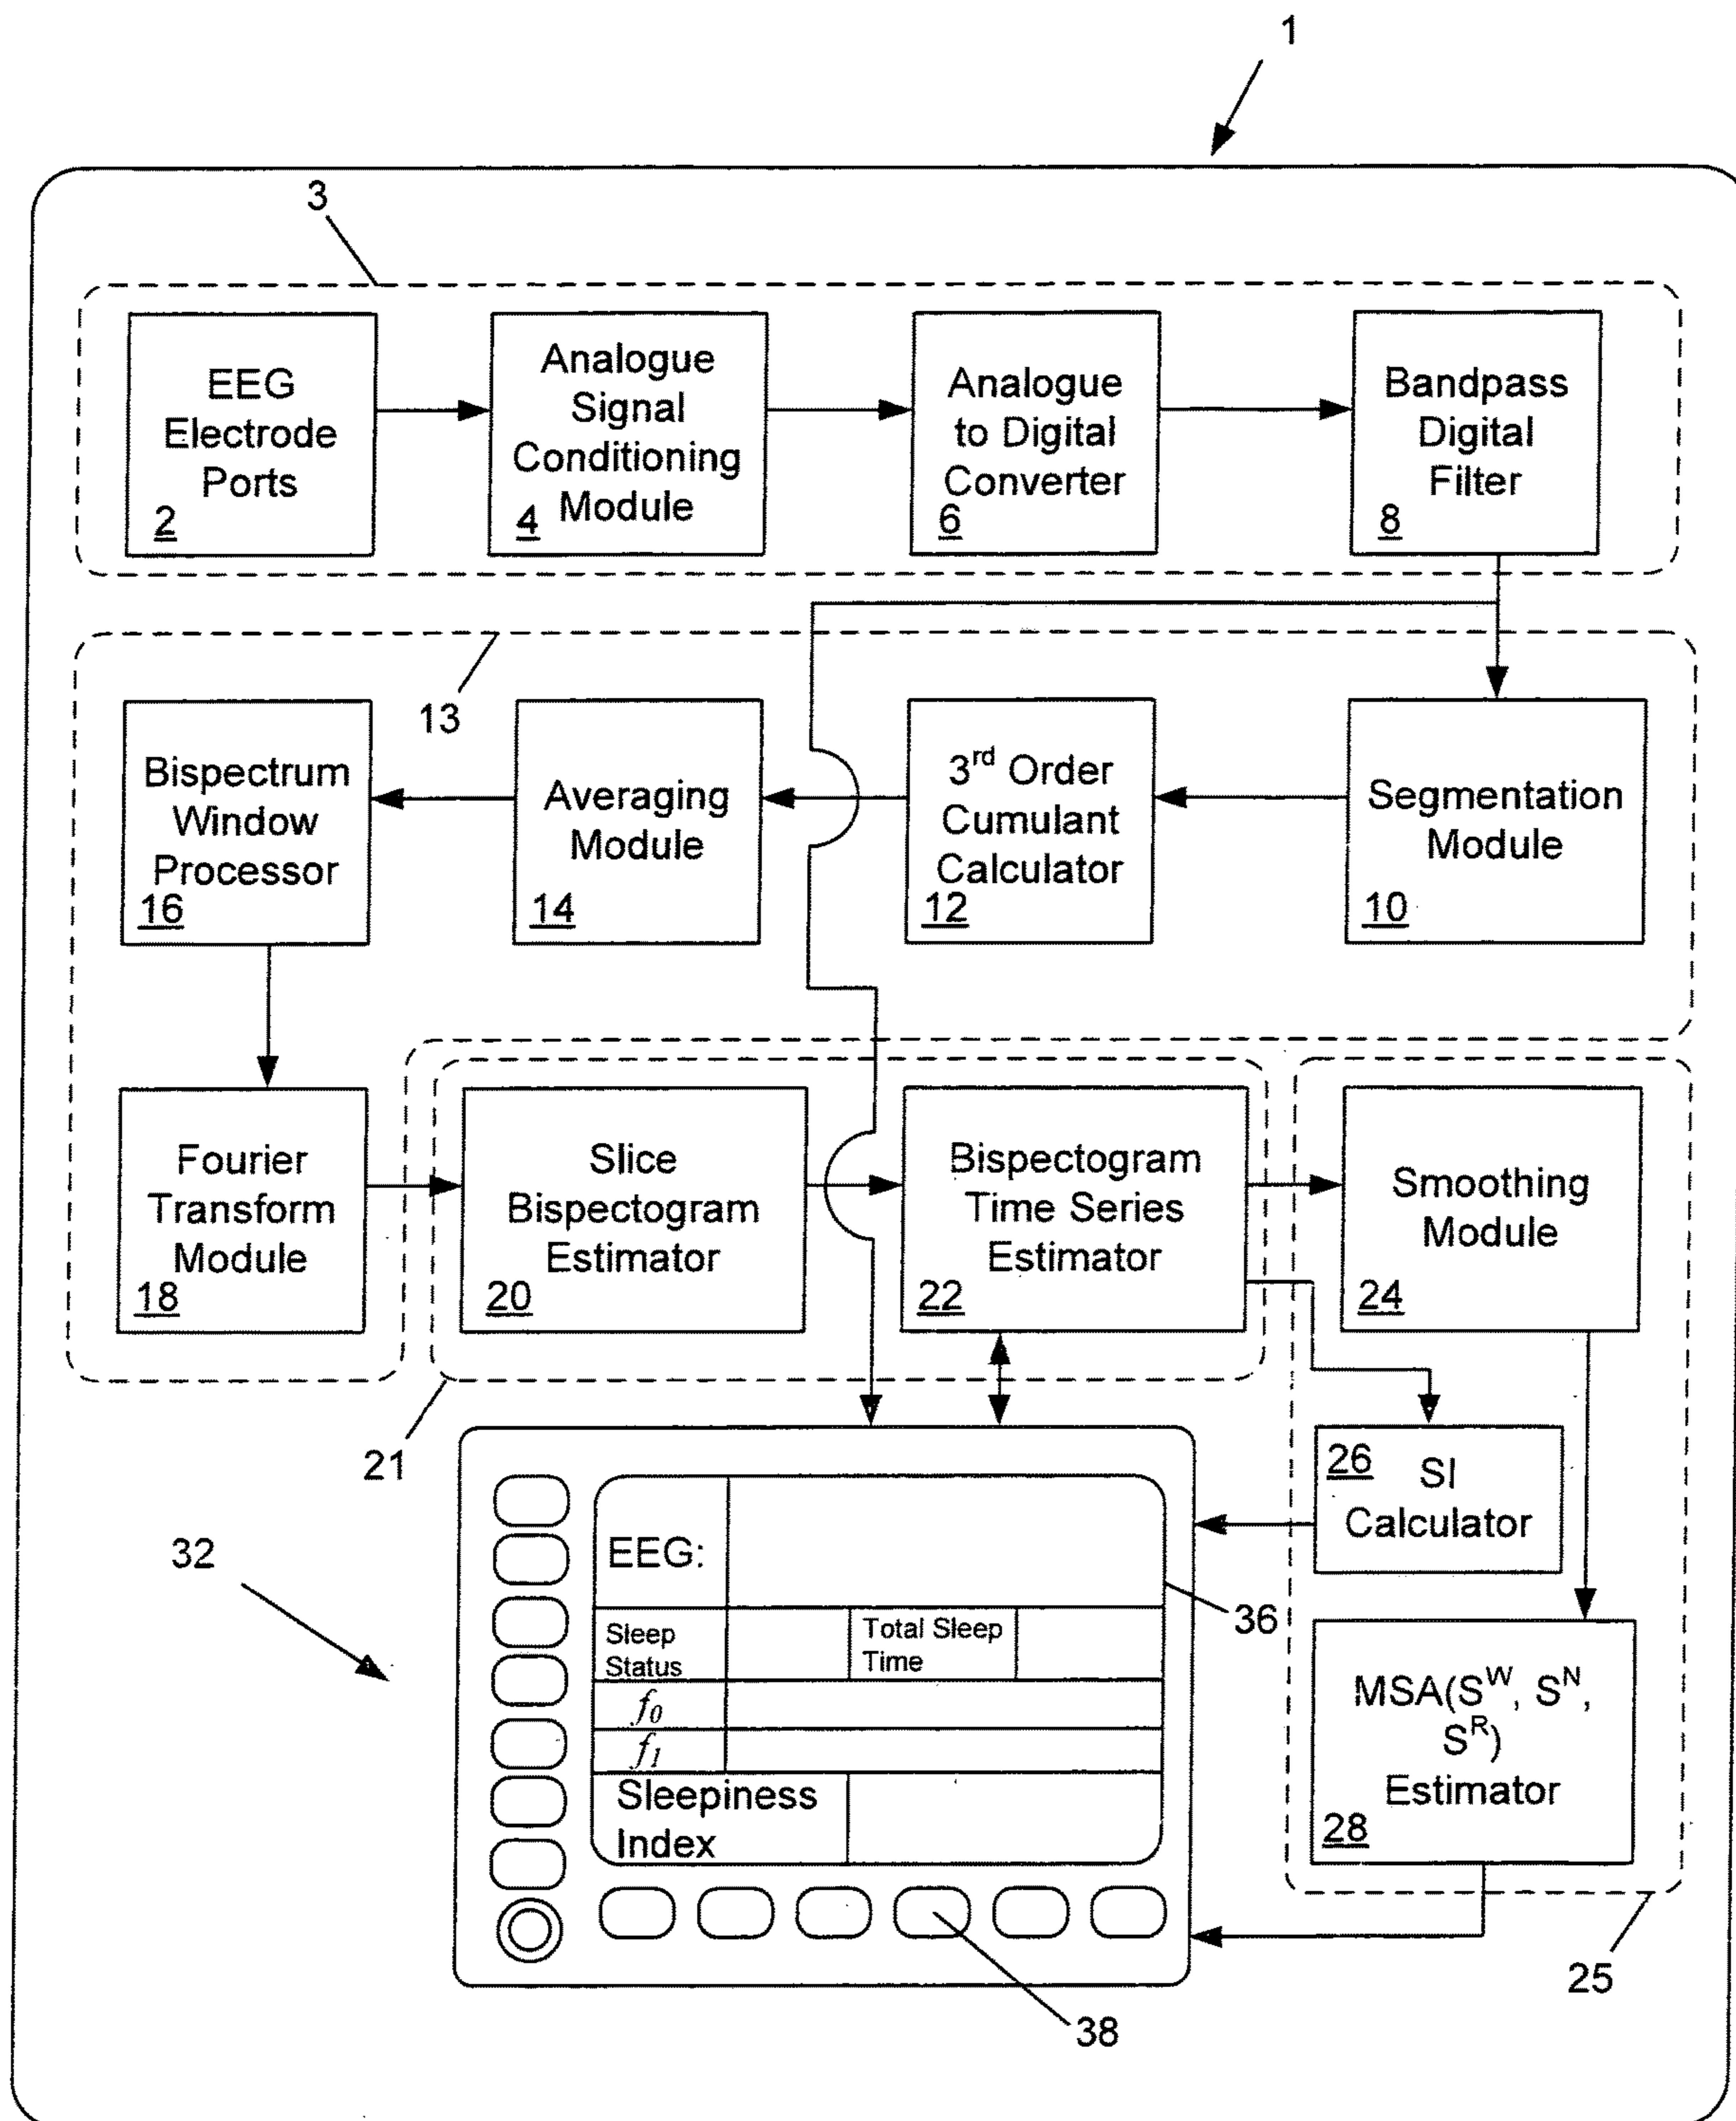 1
3
EEG
Electrode
Ports
2
Analogue
Signal
Conditioning
Module
4
Analogue
to Digital
Converter
6
Bandpass
Digital
Filter
8
13
Bispectrum
Window
Processor
16
Averaging
Module
14
3rd Order
Cumulant
Calculator
12
Segmentation
Module
10
Fourier
Transform
Module
18
Slice
Bispectogram
Estimator
20
Bispectogram
Time Series
Estimator
22
Smoothing
Module
24
21
26
SI
Calculator
32
EEG:
36
Sleep
Status
Total Sleep
Time
f0
f1
Sleepiness
Index
MSA(SW, SN,
SR)
Estimator
28
25
38